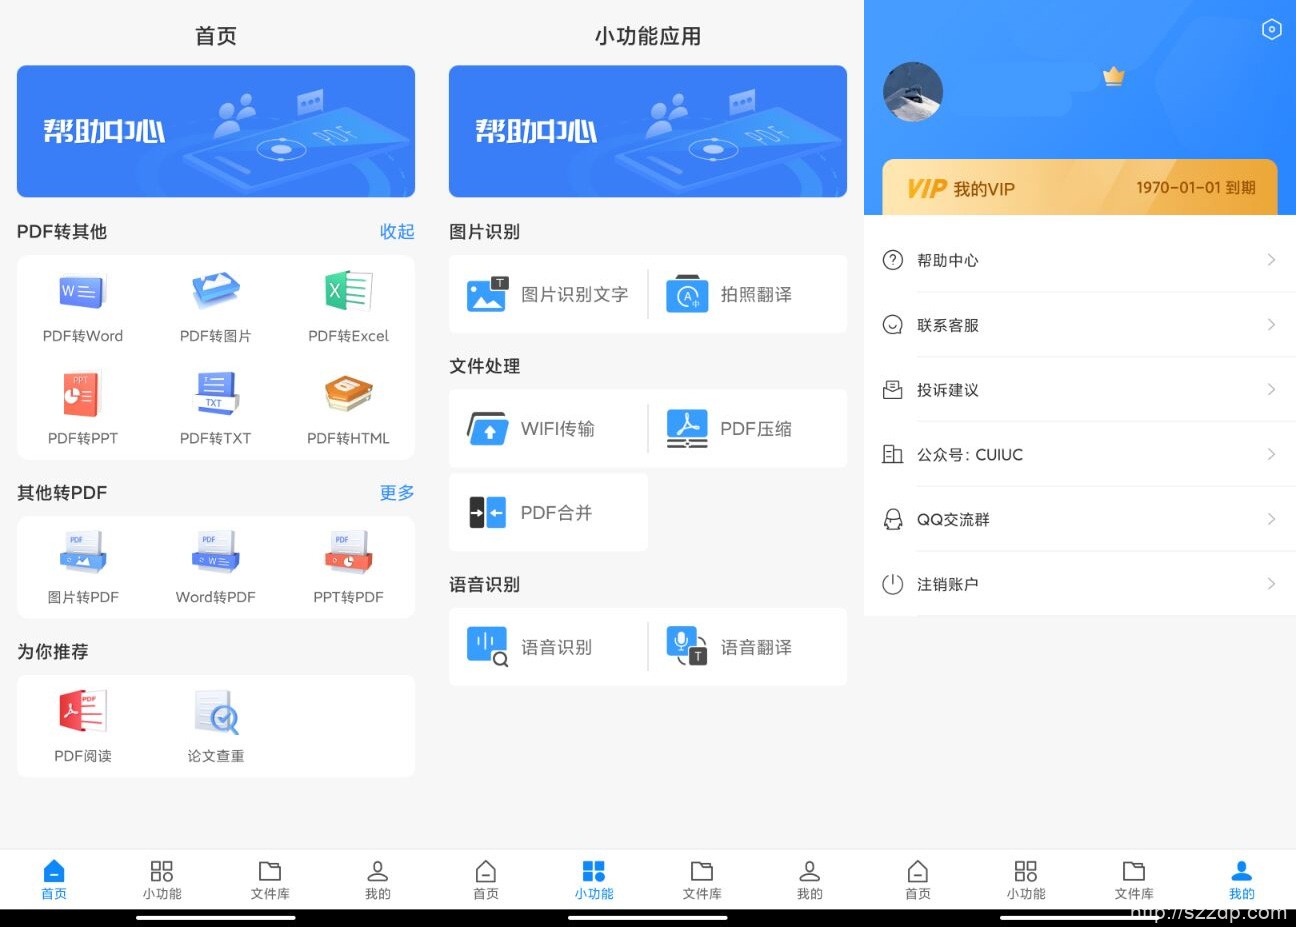 首页
帮助中心
PDF转其他
收起
PDF转Word
PDF转图片
PDF转Excel
PPT
TXT
PDF转PPT
PDF转TXT
PDF转HTML
其他转PDF
更多
图片转PDF
Word转PDF
PPT转PDF
为你推荐
PDF阅读
论文查重
首页
小功能
文件库
我的
小功能应用
帮助中心
图片识别
图片识别文字
拍照翻译
文件处理
WIFI传输
PDF压缩
PDF合并
语音识别
语音识别
语音翻译
首页
小功能
文件库
我的
VIP 我的VIP
1970-01-01 到期
帮助中心
联系客服
投诉建议
公众号：CUIUC
QQ交流群
注销账户
首页
小功能
文件库
我的
http://szzdp.com